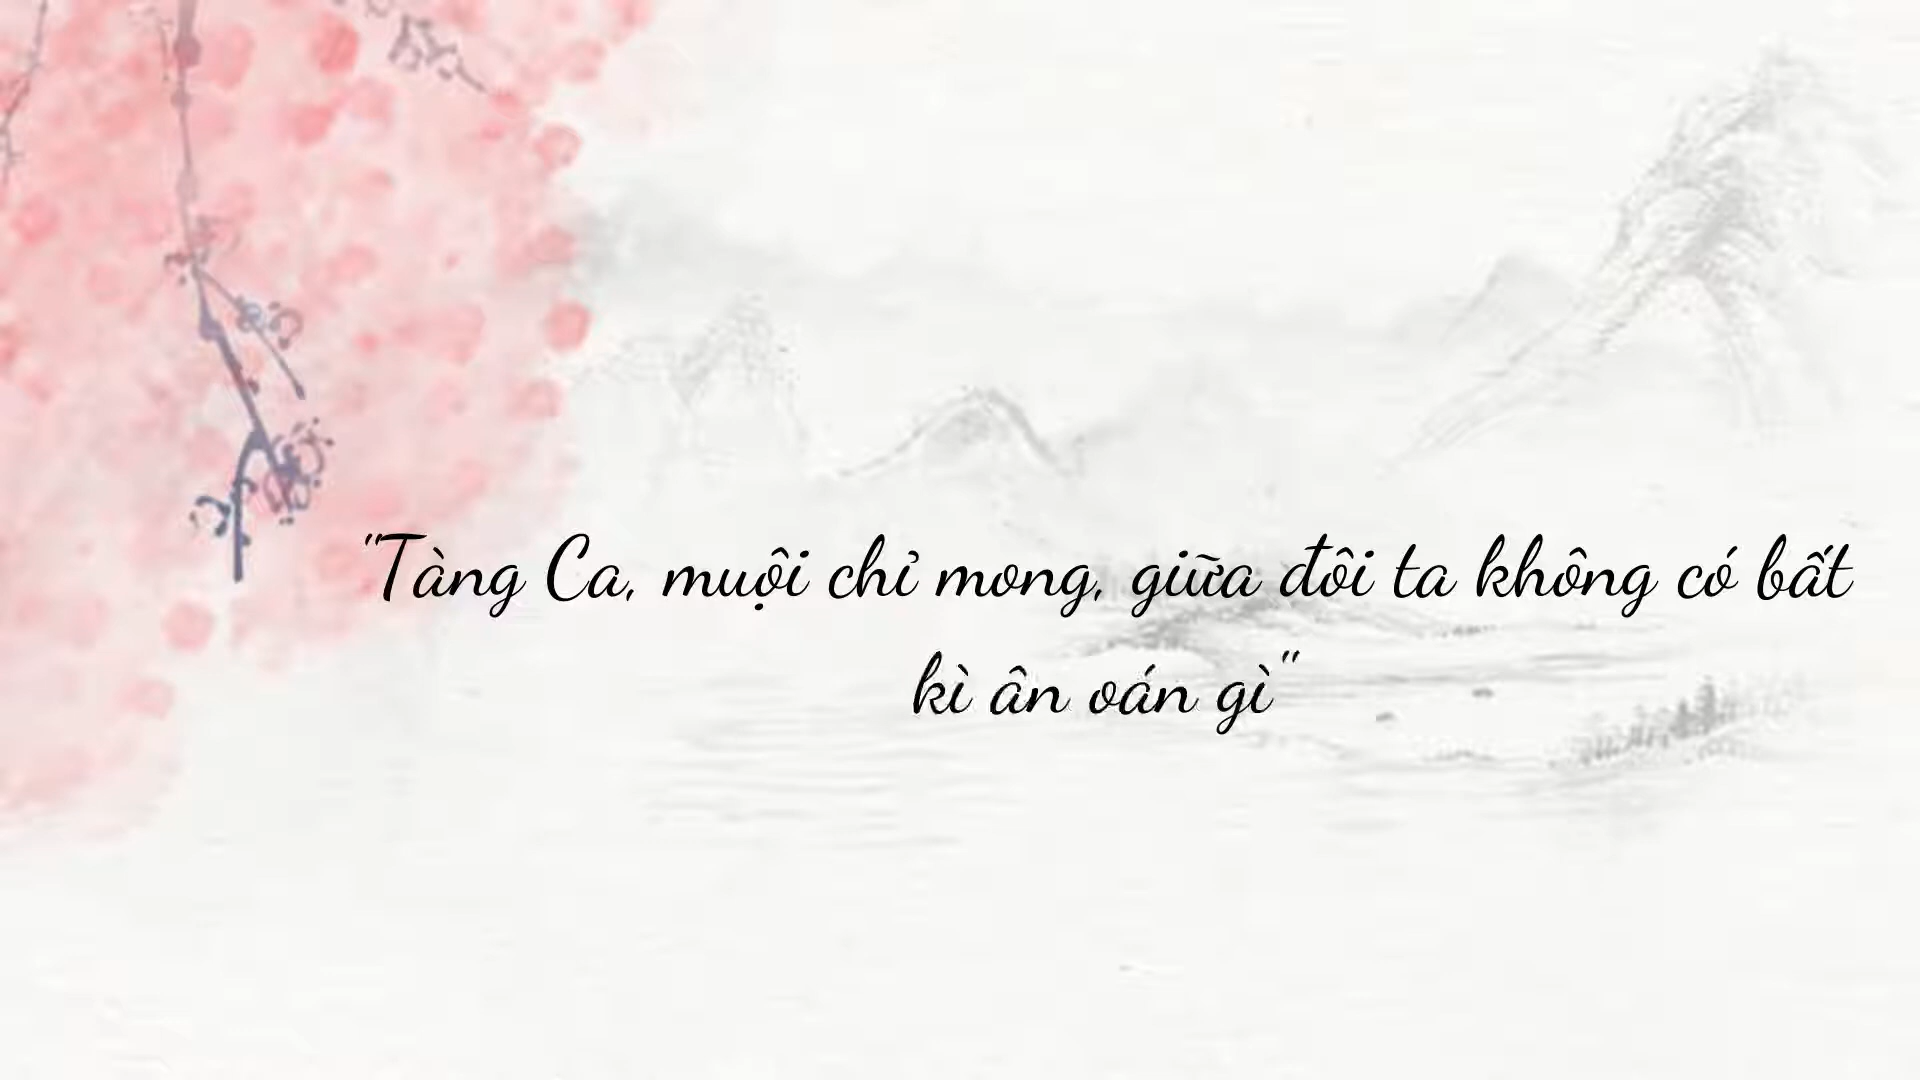 "Tàng Ca, muội chỉ mong, giữa đôi ta không có bất
kì ân oán gì"